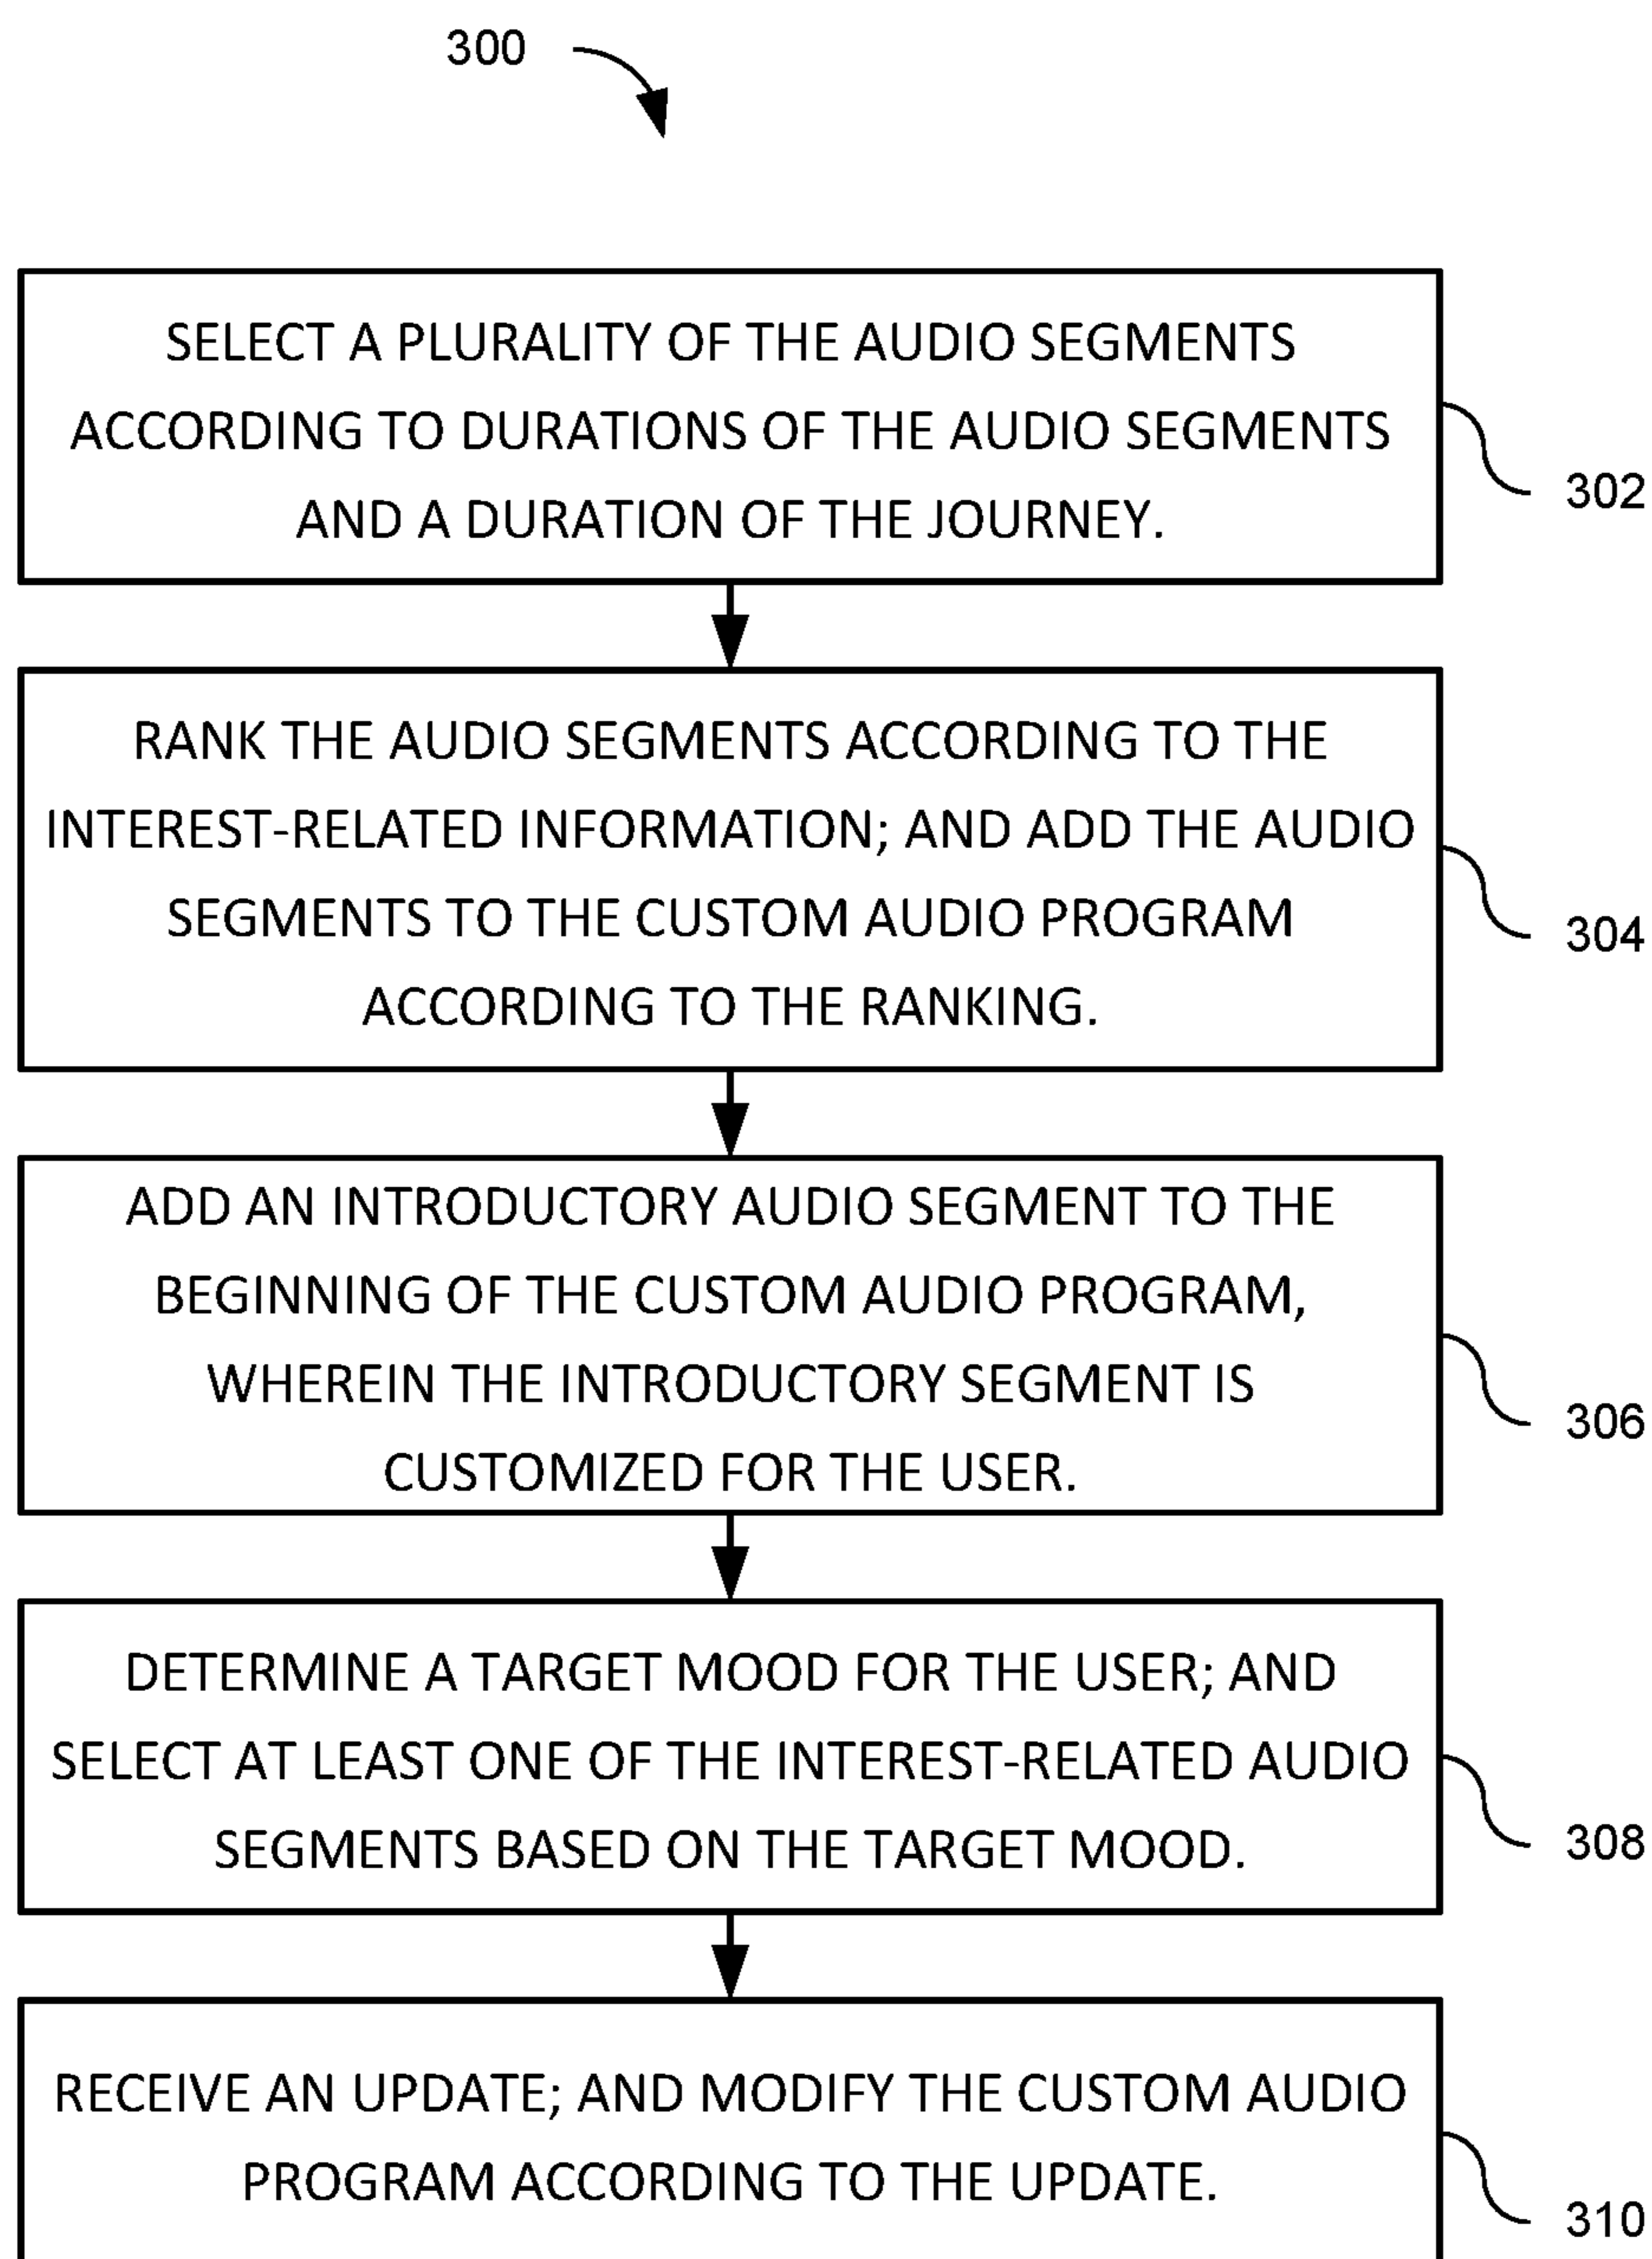 300
SELECT A PLURALITY OF THE AUDIO SEGMENTS
ACCORDING TO DURATIONS OF THE AUDIO SEGMENTS
AND A DURATION OF THE JOURNEY.
302
RANK THE AUDIO SEGMENTS ACCORDING TO THE
INTEREST-RELATED INFORMATION; AND ADD THE AUDIO
SEGMENTS TO THE CUSTOM AUDIO PROGRAM
ACCORDING TO THE RANKING.
304
ADD AN INTRODUCTORY AUDIO SEGMENT TO THE
BEGINNING OF THE CUSTOM AUDIO PROGRAM,
WHEREIN THE INTRODUCTORY SEGMENT IS
CUSTOMIZED FOR THE USER.
306
DETERMINE A TARGET MOOD FOR THE USER; AND
SELECT AT LEAST ONE OF THE INTEREST-RELATED AUDIO
SEGMENTS BASED ON THE TARGET MOOD.
308
RECEIVE AN UPDATE; AND MODIFY THE CUSTOM AUDIO
PROGRAM ACCORDING TO THE UPDATE.
310